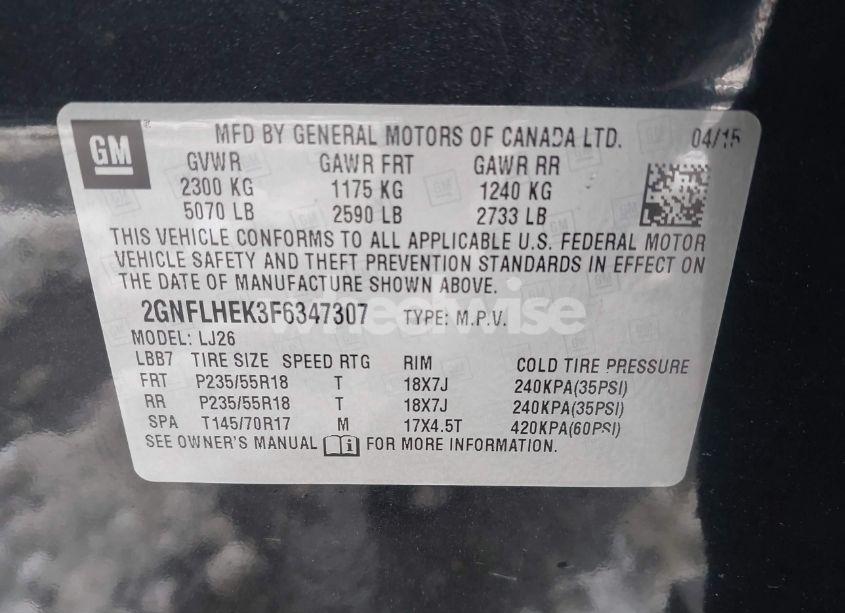 GM
MFD BY GENERAL MOTORS OF CANADA LTD. 04/15
GVWR GAWR FRT GAWR RR
2300 KG 1175 KG 1240 KG
5070 LB 2590 LB 2733 LB
THIS VEHICLE CONFORMS TO ALL APPLICABLE U.S. FEDERAL MOTOR
VEHICLE SAFETY AND THEFT PREVENTION STANDARDS IN EFFECT ON
THE DATE OF MANUFACTURE SHOWN ABOVE.
2GNFLHEK3F6347307 TYPE: M.P.V.
wheelwise
MODEL: LJ26
LBB7 TIRE SIZE SPEED RTG RIM COLD TIRE PRESSURE
FRT P235/55R18 T 18X7J 240KPA(35PSI)
RR P235/55R18 T 18X7J 240KPA(35PSI)
SPA T145/70R17 M 17X4.5T 420KPA(60PSI)
SEE OWNER'S MANUAL FOR MORE INFORMATION.